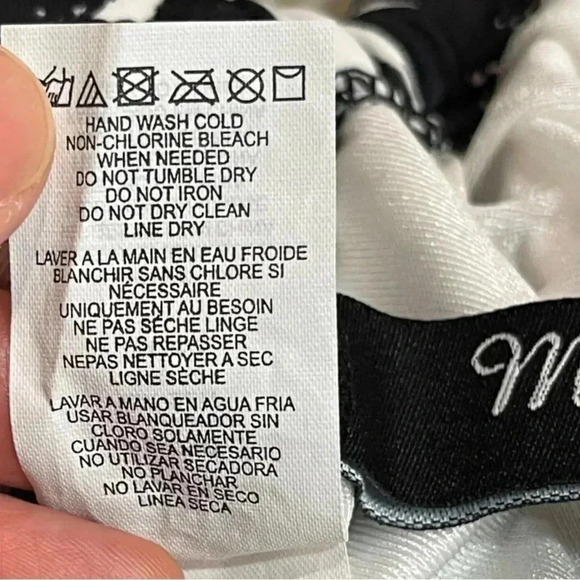 HAND WASH COLD
NON-CHLORINE BLEACH
WHEN NEEDED
DO NOT TUMBLE DRY
DO NOT IRON
DO NOT DRY CLEAN
LINE DRY
LAVER A LA MAIN EN EAU FROIDE
BLANCHIR SANS CHLORE SI
NÉCESSAIRE
UNIQUEMENT AU BESOIN
NE PAS SÈCHE LINGE
NE PAS REPASSER
NEPAS NETTOYER A SEC
LIGNE SÈCHE
LAVAR A MANO EN AGUA FRIA
USAR BLANQUEADOR SIN
CLORO SOLAMENTE
CUANDO SEA NECESARIO
NO UTILIZAR SECADORA
NO PLANCHAR
NO LAVAR EN SECO
LINEA SECA